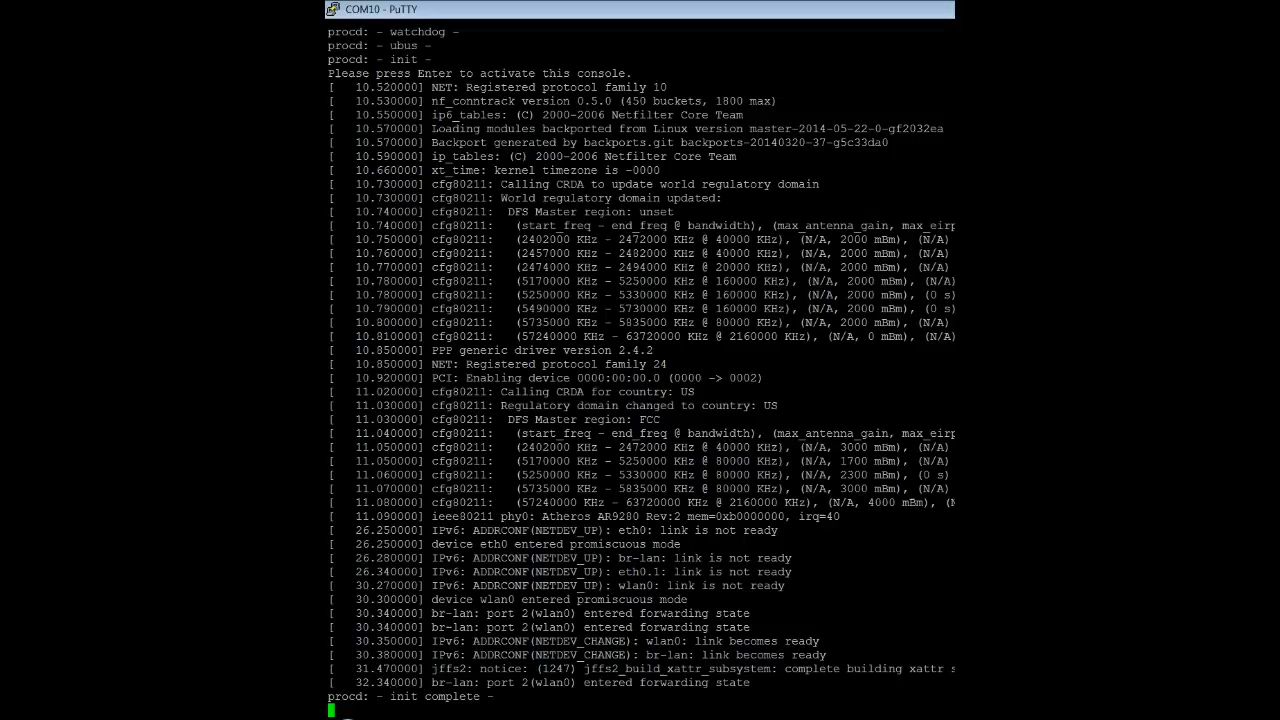 COM10 - PuTTY
procd: - watchdog -
procd: - ubus -
procd: - init -
Please press Enter to activate this console.
[   10.520000] NET: Registered protocol family 10
[   10.530000] nf_conntrack version 0.5.0 (450 buckets, 1800 max)
[   10.550000] ip6_tables: (C) 2000-2006 Netfilter Core Team
[   10.570000] Loading modules backported from Linux version master-2014-05-22-0-gf2032ea
[   10.570000] Backport generated by backports.git backports-20140320-37-g5c33da0
[   10.590000] ip_tables: (C) 2000-2006 Netfilter Core Team
[   10.660000] xt_time: kernel timezone is -0000
[   10.730000] cfg80211: Calling CRDA to update world regulatory domain
[   10.730000] cfg80211: World regulatory domain updated:
[   10.740000] cfg80211:  DFS Master region: unset
[   10.740000] cfg80211:   (start_freq - end_freq @ bandwidth), (max_antenna_gain, max_eirp
[   10.750000] cfg80211:   (2402000 KHz - 2472000 KHz @ 40000 KHz), (N/A, 2000 mBm), (N/A)
[   10.760000] cfg80211:   (2457000 KHz - 2482000 KHz @ 40000 KHz), (N/A, 2000 mBm), (N/A)
[   10.770000] cfg80211:   (2474000 KHz - 2494000 KHz @ 20000 KHz), (N/A, 2000 mBm), (N/A)
[   10.780000] cfg80211:   (5170000 KHz - 5250000 KHz @ 160000 KHz), (N/A, 2000 mBm), (N/A)
[   10.780000] cfg80211:   (5250000 KHz - 5330000 KHz @ 160000 KHz), (N/A, 2000 mBm), (0 s)
[   10.790000] cfg80211:   (5490000 KHz - 5730000 KHz @ 160000 KHz), (N/A, 2000 mBm), (0 s)
[   10.800000] cfg80211:   (5735000 KHz - 5835000 KHz @ 80000 KHz), (N/A, 2000 mBm), (N/A)
[   10.810000] cfg80211:   (57240000 KHz - 63720000 KHz @ 2160000 KHz), (N/A, 0 mBm), (N/A)
[   10.850000] PPP generic driver version 2.4.2
[   10.850000] NET: Registered protocol family 24
[   10.920000] PCI: Enabling device 0000:00:00.0 (0000 -> 0002)
[   11.020000] cfg80211: Calling CRDA for country: US
[   11.030000] cfg80211: Regulatory domain changed to country: US
[   11.030000] cfg80211:  DFS Master region: FCC
[   11.040000] cfg80211:   (start_freq - end_freq @ bandwidth), (max_antenna_gain, max_eirp
[   11.050000] cfg80211:   (2402000 KHz - 2472000 KHz @ 40000 KHz), (N/A, 3000 mBm), (N/A)
[   11.050000] cfg80211:   (5170000 KHz - 5250000 KHz @ 80000 KHz), (N/A, 1700 mBm), (N/A)
[   11.060000] cfg80211:   (5250000 KHz - 5330000 KHz @ 80000 KHz), (N/A, 2300 mBm), (0 s)
[   11.070000] cfg80211:   (5735000 KHz - 5835000 KHz @ 80000 KHz), (N/A, 3000 mBm), (N/A)
[   11.080000] cfg80211:   (57240000 KHz - 63720000 KHz @ 2160000 KHz), (N/A, 4000 mBm), (N
[   11.090000] ieee80211 phy0: Atheros AR9280 Rev:2 mem=0xb0000000, irq=40
[   26.250000] IPv6: ADDRCONF(NETDEV_UP): eth0: link is not ready
[   26.250000] device eth0 entered promiscuous mode
[   26.280000] IPv6: ADDRCONF(NETDEV_UP): br-lan: link is not ready
[   26.340000] IPv6: ADDRCONF(NETDEV_UP): eth0.1: link is not ready
[   30.270000] IPv6: ADDRCONF(NETDEV_UP): wlan0: link is not ready
[   30.300000] device wlan0 entered promiscuous mode
[   30.340000] br-lan: port 2(wlan0) entered forwarding state
[   30.340000] br-lan: port 2(wlan0) entered forwarding state
[   30.350000] IPv6: ADDRCONF(NETDEV_CHANGE): wlan0: link becomes ready
[   30.380000] IPv6: ADDRCONF(NETDEV_CHANGE): br-lan: link becomes ready
[   31.470000] jffs2: notice: (1247) jffs2_build_xattr_subsystem: complete building xattr s
[   32.340000] br-lan: port 2(wlan0) entered forwarding state
procd: - init complete -